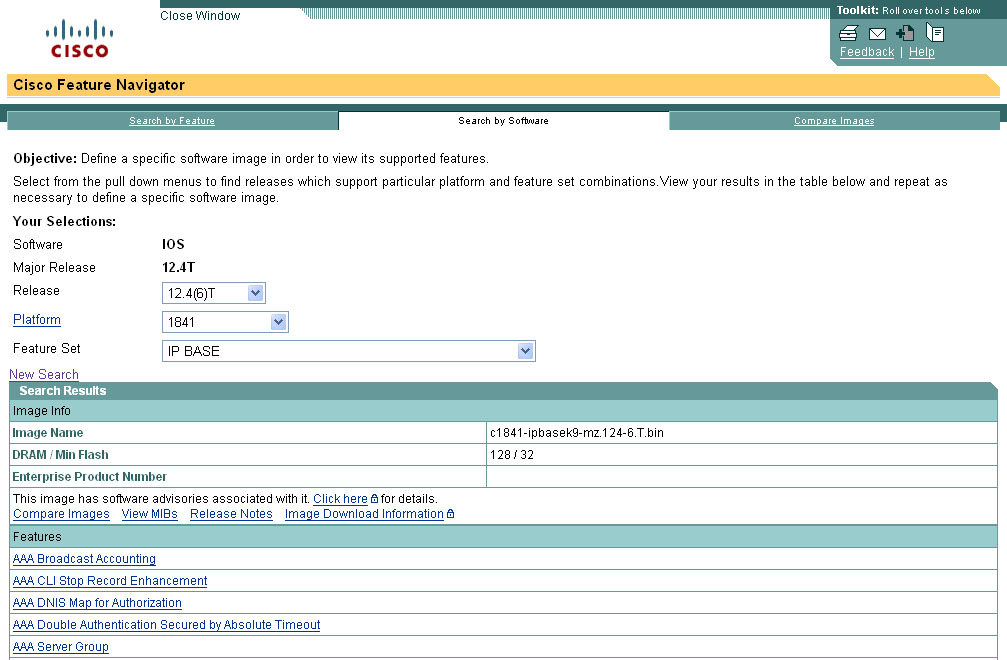 Close Window
Toolkit: Roll over tools below
CISCO
Feedback | Help
Cisco Feature Navigator
Search by Feature
Search by Software
Compare Images
Objective: Define a specific software image in order to view its supported features.
Select from the pull down menus to find releases which support particular platform and feature set combinations.View your results in the table below and repeat as
necessary to define a specific software image.
Your Selections:
Software IOS
Major Release 12.4T
Release 12.4(6)T
Platform 1841
Feature Set IP BASE
New Search
Search Results
Image Info
Image Name c1841-ipbasek9-mz.124-6.T.bin
DRAM / Min Flash 128 / 32
Enterprise Product Number
This image has software advisories associated with it. Click here for details.
Compare Images View MIBs Release Notes Image Download Information
Features
AAA Broadcast Accounting
AAA CLI Stop Record Enhancement
AAA DNIS Map for Authorization
AAA Double Authentication Secured by Absolute Timeout
AAA Server Group